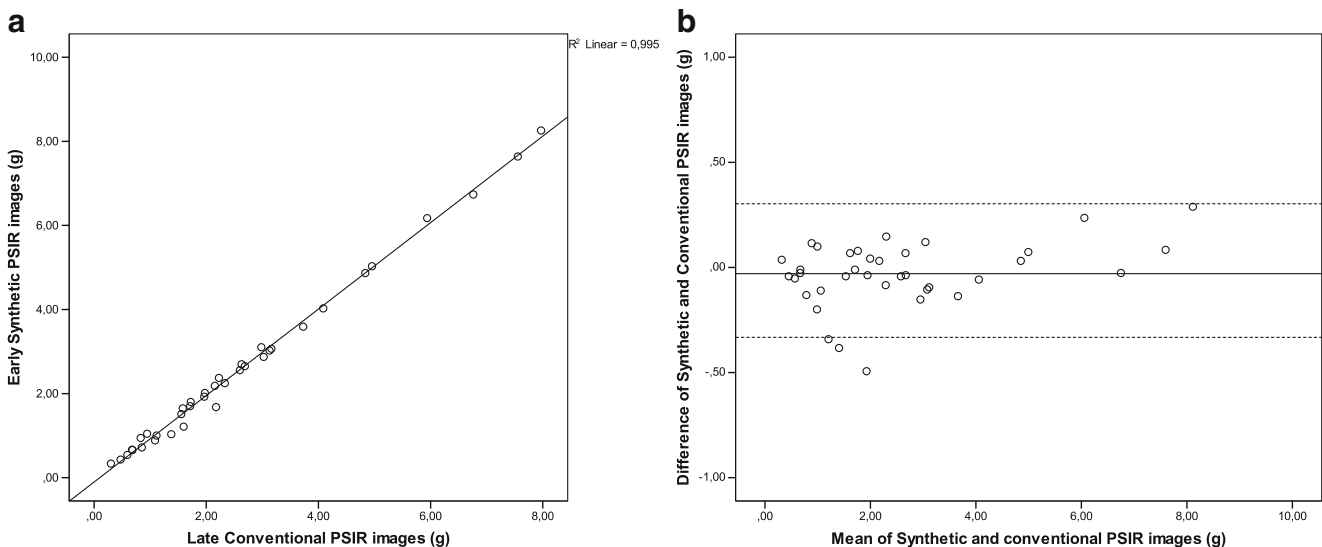 a
R² Linear = 0,995
Early Synthetic PSIR images (g)
10,00
8,00
6,00
4,00
2,00
,00
,00 2,00 4,00 6,00 8,00
Late Conventional PSIR images (g)
b
Difference of Synthetic and Conventional PSIR images (g)
1,00
,50
,00
-,50
-1,00
,00 2,00 4,00 6,00 8,00 10,00
Mean of Synthetic and conventional PSIR images (g)